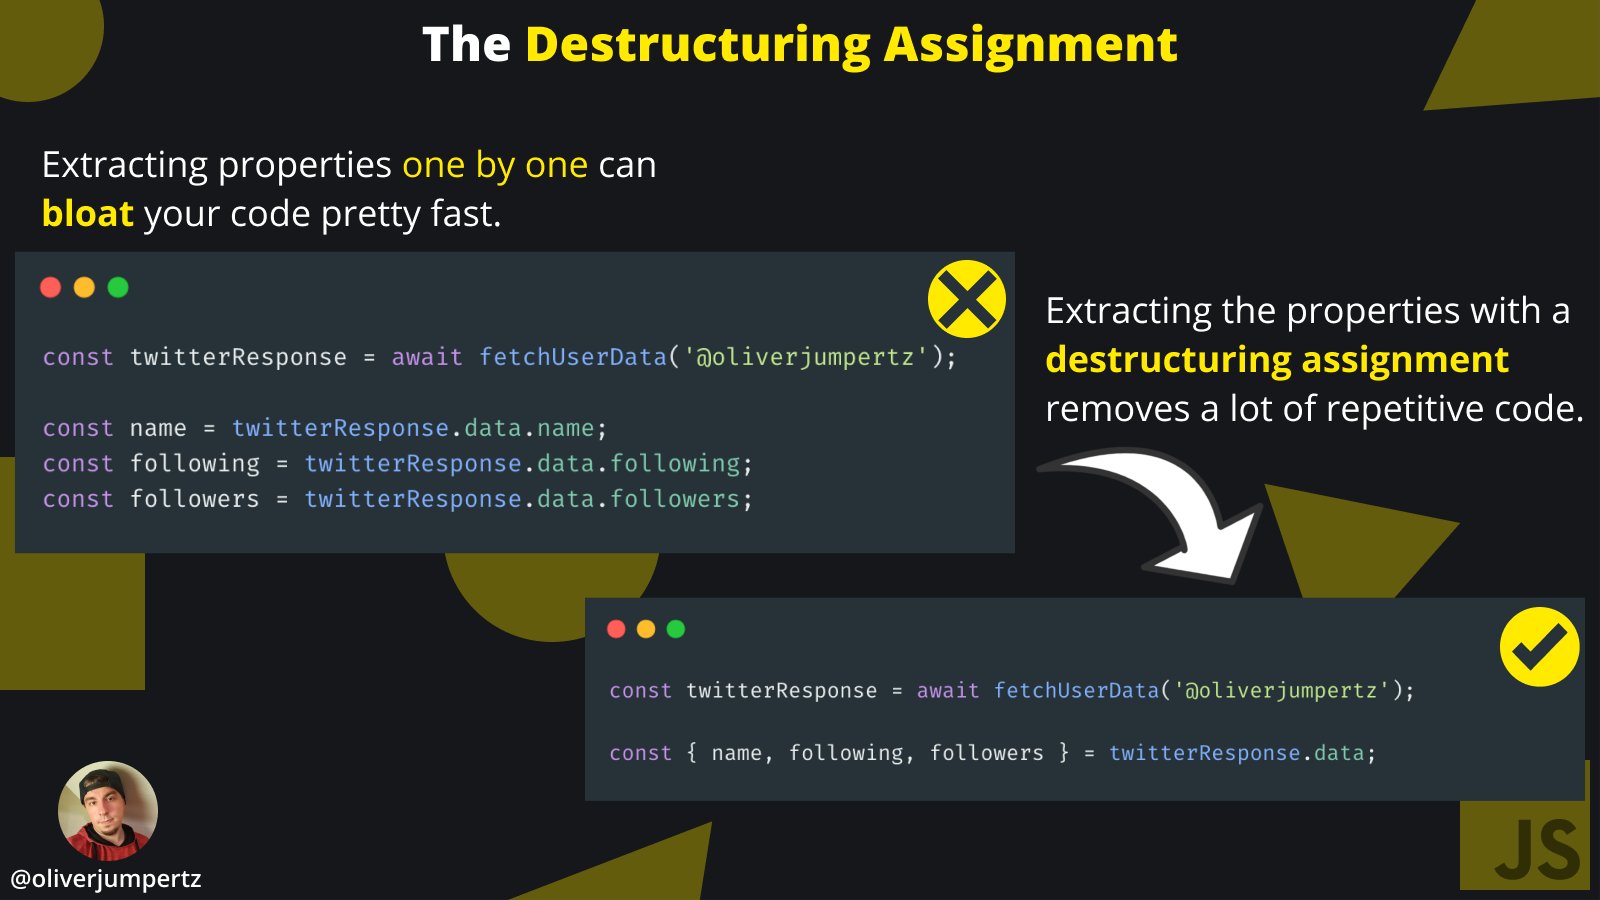 The Destructuring Assignment
Extracting properties one by one can
bloat your code pretty fast.
const twitterResponse = await fetchUserData('@oliverjumpertz');
const name = twitterResponse.data.name;
const following = twitterResponse.data.following;
const followers = twitterResponse.data.followers;
Extracting the properties with a
destructuring assignment
removes a lot of repetitive code.
const twitterResponse = await fetchUserData('@oliverjumpertz');
const { name, following, followers } = twitterResponse.data;
@oliverjumpertz
JS